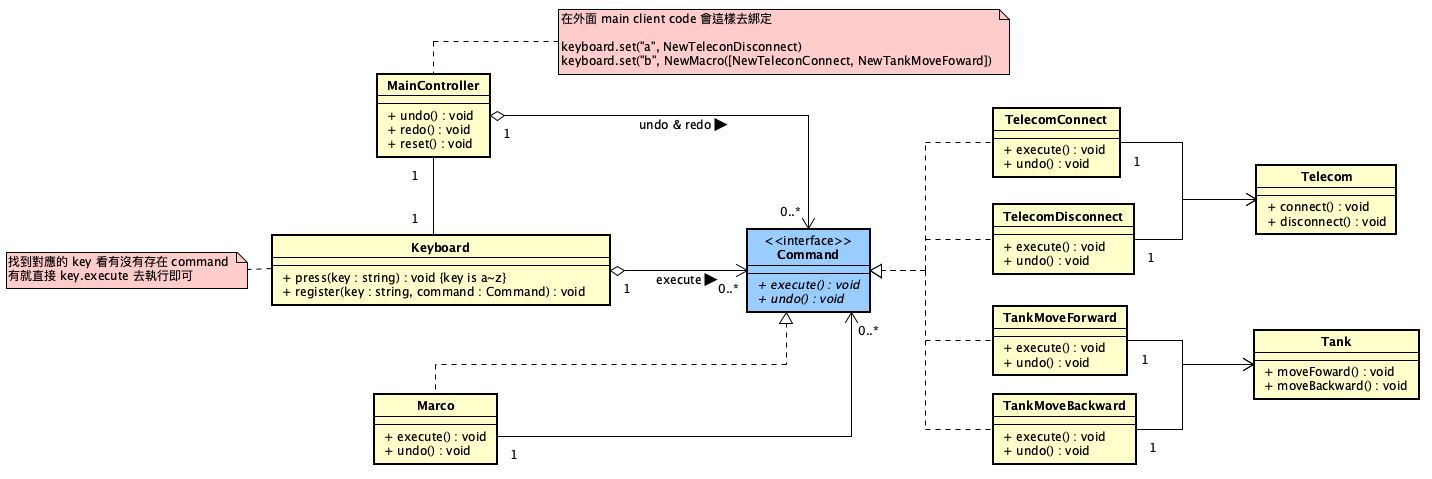 在外面 main client code 會這樣去綁定
keyboard.set("a", NewTeleconDisconnect)
keyboard.set("b", NewMacro([NewTeleconConnect, NewTankMoveFoward])
MainController
+ undo() : void
+ redo() : void
+ reset() : void
1
undo & redo
0..*
1
1
Keyboard
+ press(key : string) : void {key is a~z}
+ register(key : string, command : Command) : void
找到對應的 key 看有沒有存在 command
有就直接 key.execute 去執行即可
1
execute
0..*
<<interface>>
Command
+ execute() : void
+ undo() : void
0..*
Marco
+ execute() : void
+ undo() : void
1
TelecomConnect
+ execute() : void
+ undo() : void
1
TelecomDisconnect
+ execute() : void
+ undo() : void
1
Telecom
+ connect() : void
+ disconnect() : void
TankMoveForward
+ execute() : void
+ undo() : void
1
TankMoveBackward
+ execute() : void
+ undo() : void
1
Tank
+ moveFoward() : void
+ moveBackward() : void